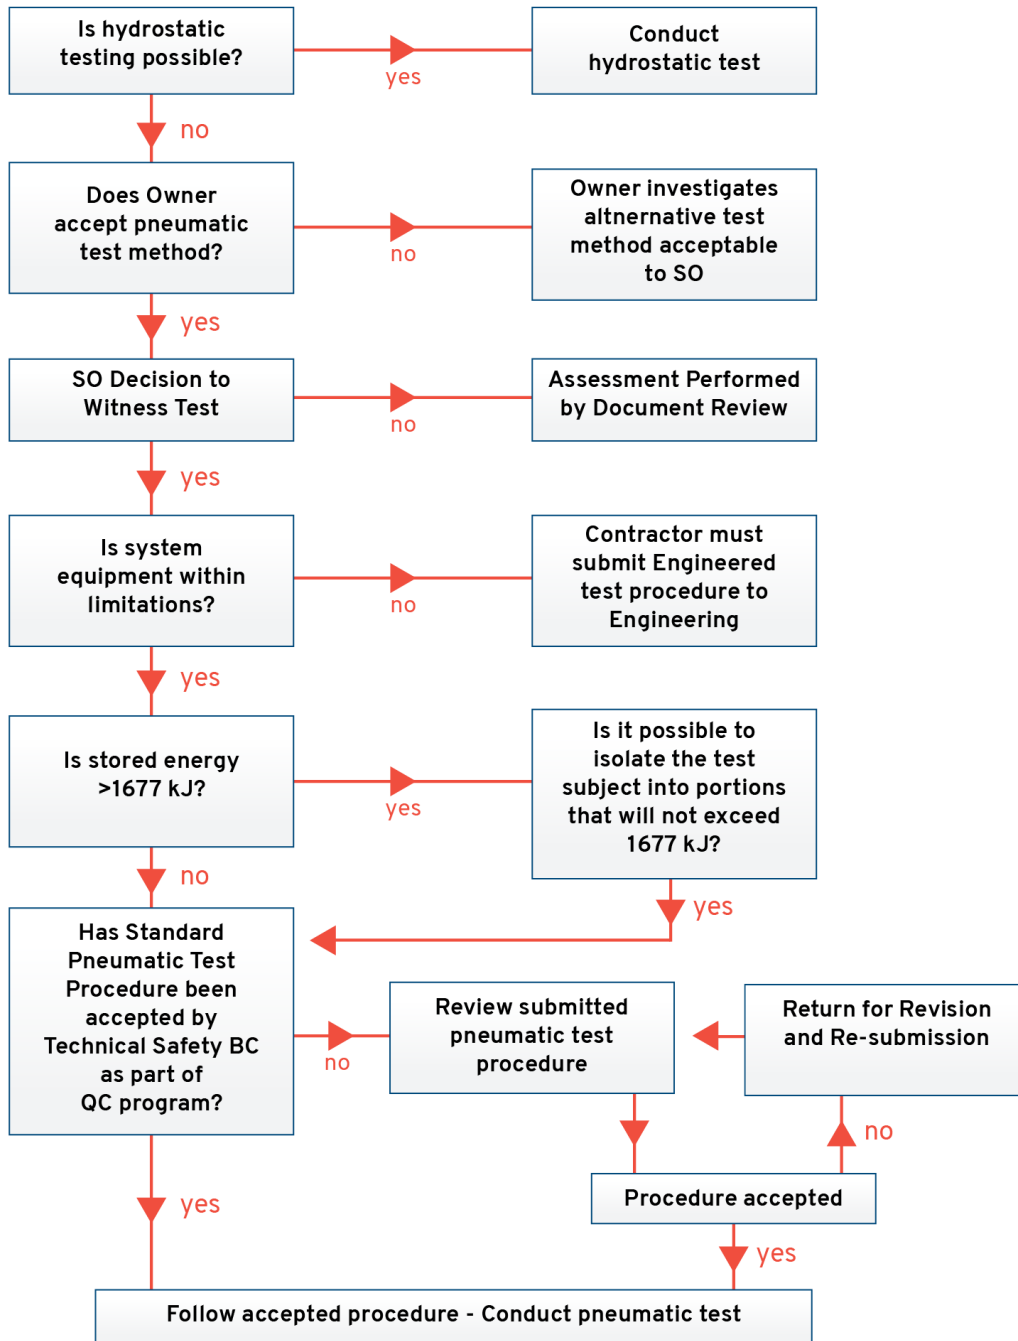 Is hydrostatic
testing possible?
yes
Conduct
hydrostatic test
no
Does Owner
accept pneumatic
test method?
no
Owner investigates
altnernative test
method acceptable
to SO
yes
SO Decision to
Witness Test
no
Assessment Performed
by Document Review
yes
Is system
equipment within
limitations?
no
Contractor must
submit Engineered
test procedure to
Engineering
yes
Is stored energy
>1677 kJ?
yes
Is it possible to
isolate the test
subject into portions
that will not exceed
1677 kJ?
no
yes
Has Standard
Pneumatic Test
Procedure been
accepted by
Technical Safety BC
as part of
QC program?
no
Review submitted
pneumatic test
procedure
Return for Revision
and Re-submission
no
Procedure accepted
yes
yes
Follow accepted procedure - Conduct pneumatic test